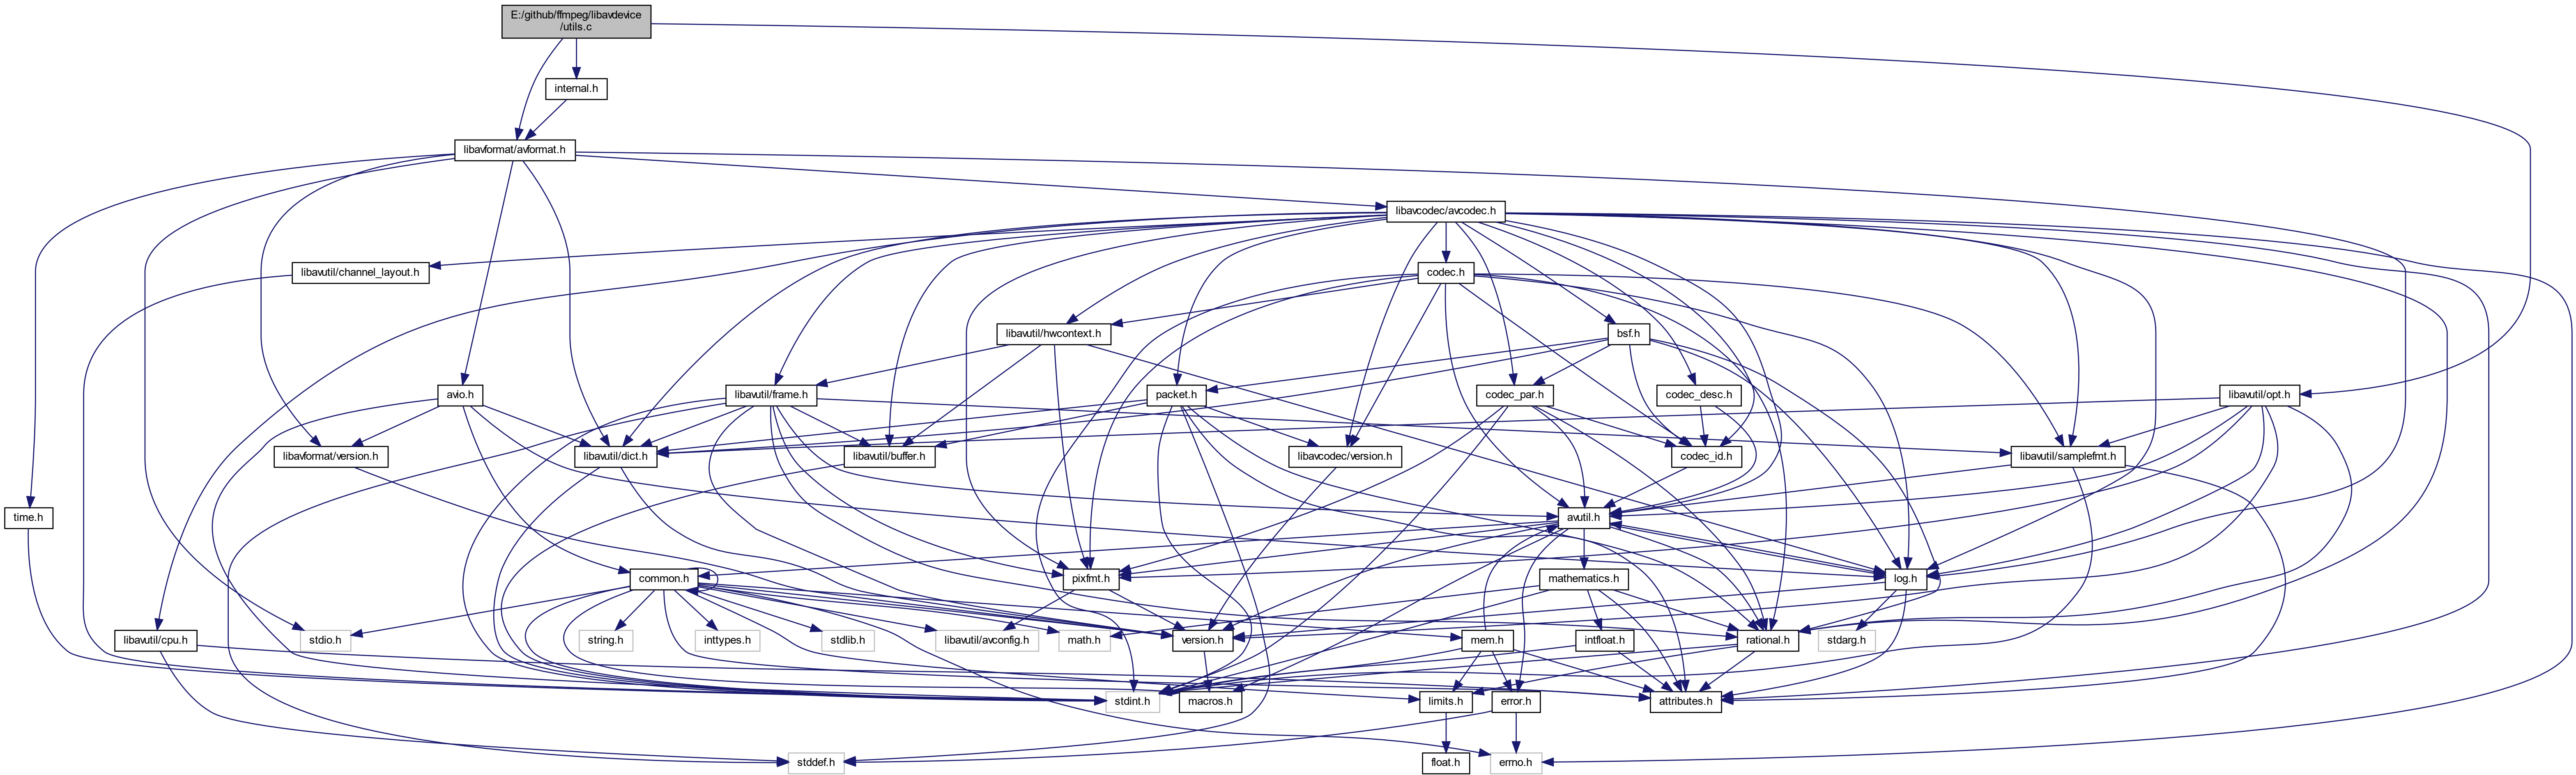 E:/github/ffmpeg/libavdevice
/utils.c
internal.h
libavformat/avformat.h
libavcodec/avcodec.h
libavutil/channel_layout.h
codec.h
libavutil/hwcontext.h
bsf.h
avio.h
libavutil/frame.h
packet.h
codec_par.h
codec_desc.h
libavutil/opt.h
libavformat/version.h
libavutil/dict.h
libavutil/buffer.h
libavcodec/version.h
codec_id.h
libavutil/samplefmt.h
time.h
avutil.h
common.h
pixfmt.h
mathematics.h
log.h
libavutil/cpu.h
stdio.h
string.h
inttypes.h
stdlib.h
libavutil/avconfig.h
math.h
version.h
mem.h
intfloat.h
rational.h
stdarg.h
stdint.h
macros.h
limits.h
error.h
attributes.h
stddef.h
float.h
errno.h